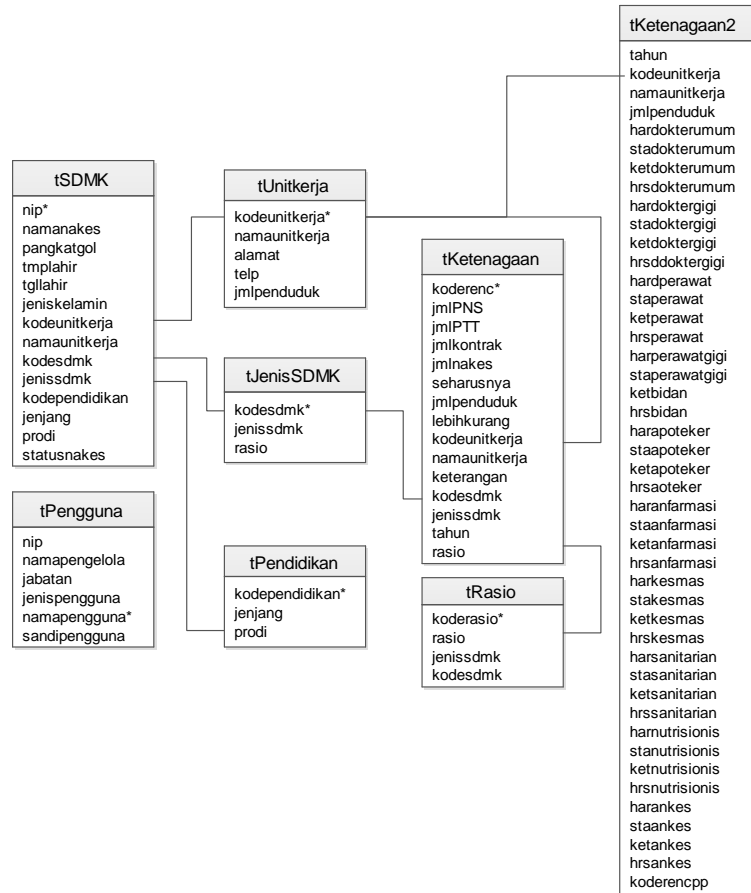 tSDMK
nip*
namanakes
pangkatgol
tmplahir
tgllahir
jeniskelamin
kodeunitkerja
namaunitkerja
kodesdmk
jenissdmk
kodependidikan
jenjang
prodi
statusnakes
tPengguna
nip
namapengelola
jabatan
jenispengguna
namapengguna*
sandipengguna
tUnitkerja
kodeunitkerja*
namaunitkerja
alamat
telp
jmlpenduduk
tJenisSDMK
kodesdmk*
jenissdmk
rasio
tPendidikan
kodependidikan*
jenjang
prodi
tKetenagaan
koderenc*
jmlPNS
jmlPTT
jmlkontrak
jmlnakes
seharusnya
jmlpenduduk
lebihkurang
kodeunitkerja
namaunitkerja
keterangan
kodesdmk
jenissdmk
tahun
rasio
tRasio
koderasio*
rasio
jenissdmk
kodesdmk
tKetenagaan2
tahun
kodeunitkerja
namaunitkerja
jmlpenduduk
hardokterumum
stadokterumum
ketdokterumum
hrsdokterumum
hardoktergigi
stadoktergigi
ketdoktergigi
hrsddoktergigi
hardperawat
staperawat
ketperawat
hrsperawat
harperawatgigi
staperawatgigi
ketbidan
hrsbidan
harapoteker
staapoteker
ketapoteker
hrsaoteker
haranfarmasi
staanfarmasi
ketanfarmasi
hrsanfarmasi
harkesmas
stakesmas
ketkesmas
hrskesmas
harsanitarian
stasanitarian
ketsanitarian
hrssanitarian
harnutrisionis
stanutrisionis
ketnutrisionis
hrsnutrisionis
harankes
staankes
ketankes
hrsankes
koderencpp